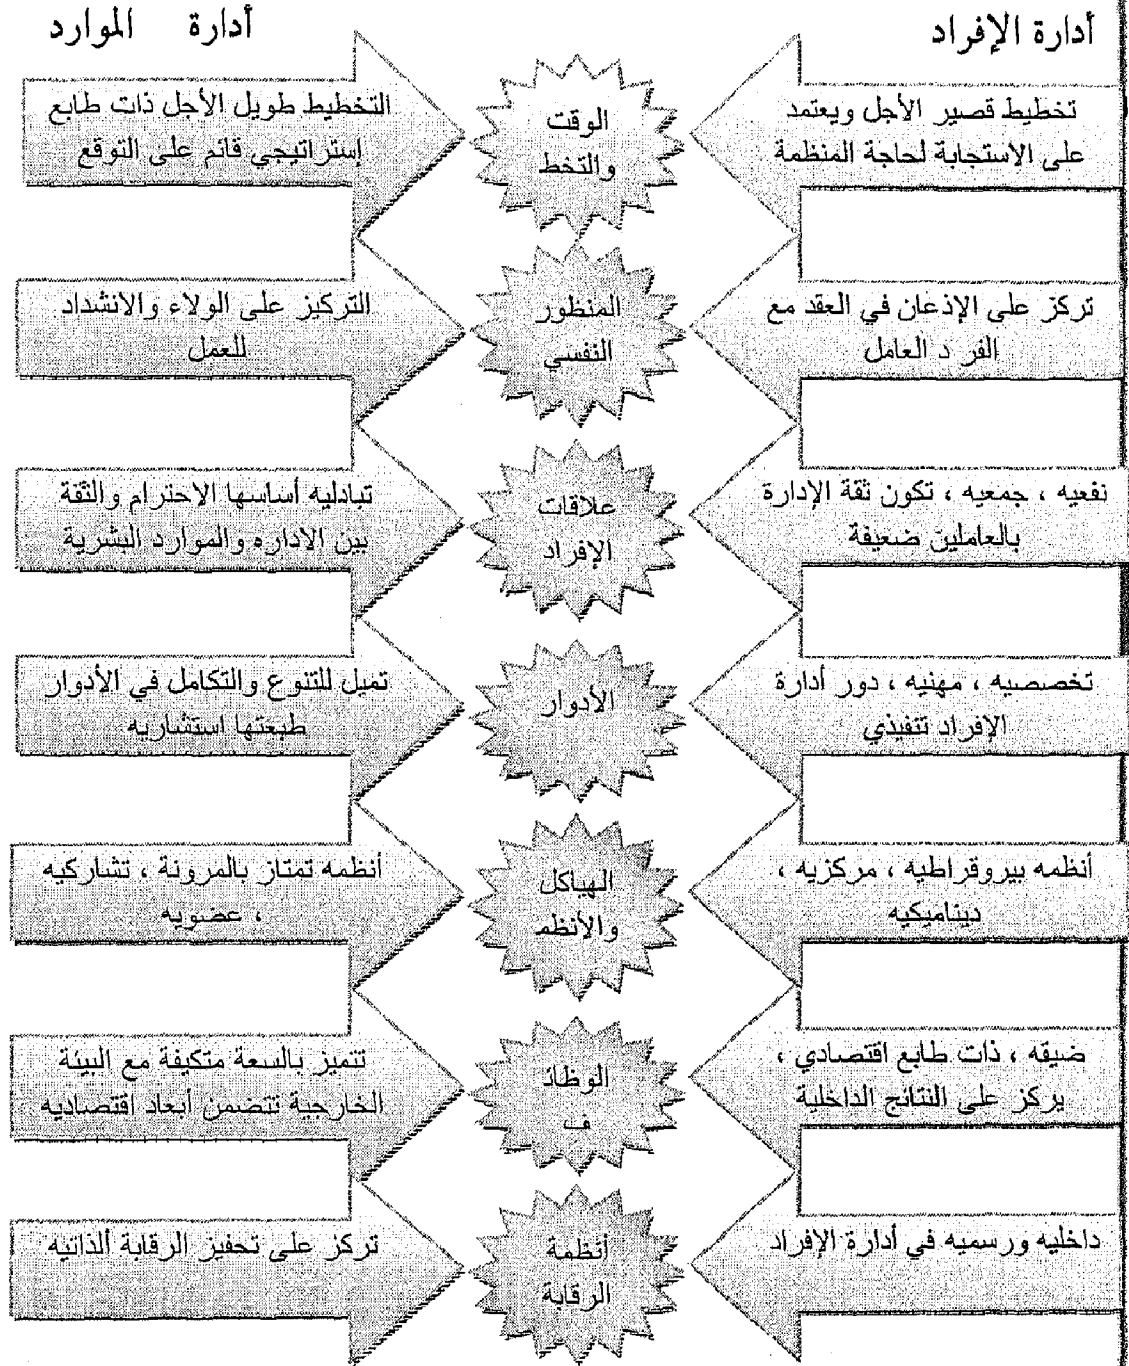 أدارة الإفراد
أدارة الموارد
تخطيط قصير الأجل ويعتمد
على الاستجابة لحاجة المنظمة
الوقت
والتخط
التخطيط طويل الأجل ذات طابع
إستراتيجي قائم على التوقع
تركز على الإذعان في العقد مع
الفر د العامل
المنظور
النفسي
التركيز على الولاء والانشداد
للعمل
نفعيه ، جمعيه ، تكون ثقة الإدارة
بالعاملين ضعيفة
علاقات
الإفراد
تبادليه أساسها الاحترام والثقة
بين الاداره والموارد البشرية
تخصصيه ، مهنيه ، دور أدارة
الإفراد تنفيذي
الأدوار
تميل للتنوع والتكامل في الأدوار
طبعتها استشاريه
أنظمه بيروقراطيه ، مركزيه ،
ديناميكيه
الهياكل
والأنظم
أنظمه تمتاز بالمرونة ، تشاركيه
، عضويه
ضيقه ، ذات طابع اقتصادي ،
يركز على النتائج الداخلية
الوظائ
ف
تتميز بالسعة متكيفة مع البيئة
الخارجية تتضمن أبعاد اقتصاديه
داخليه ورسميه في أدارة الإفراد
أنظمة
الرقابة
تركز على تحفيز الرقابة ألذاتيه